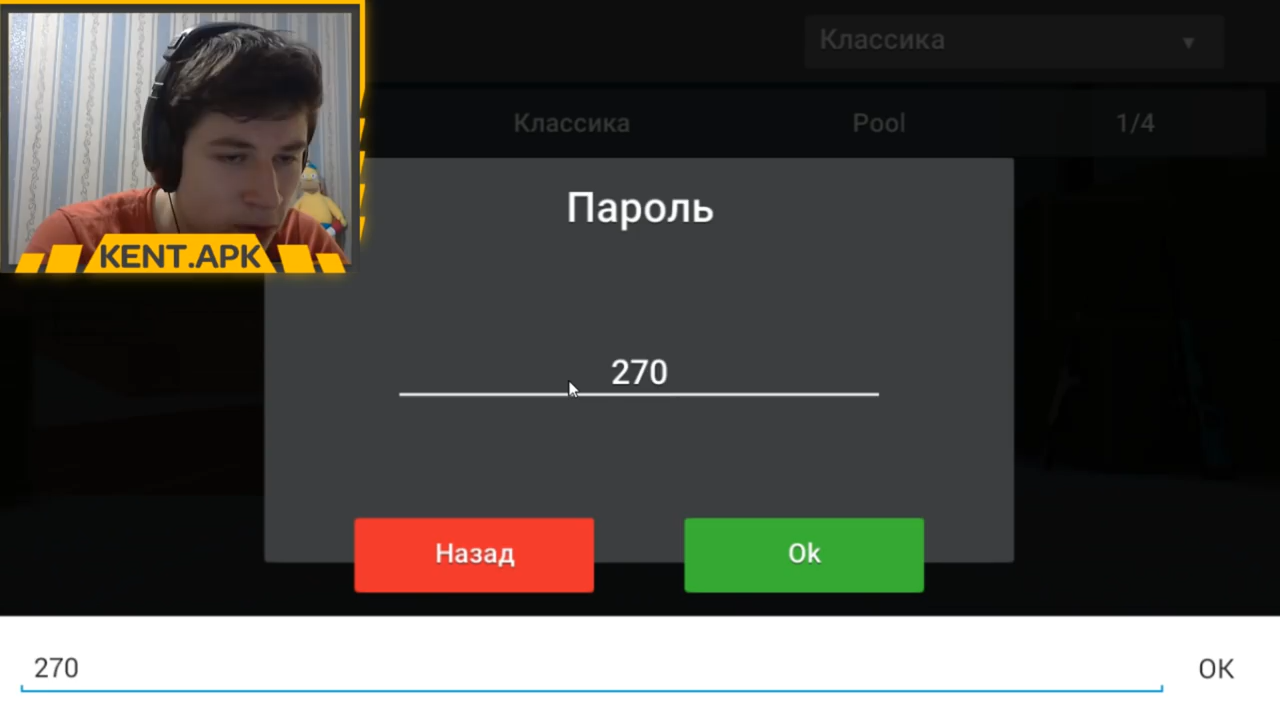 Классика
Классика Pool 1/4
Пароль
KENT.APK
270
Назад Ok
270 OK